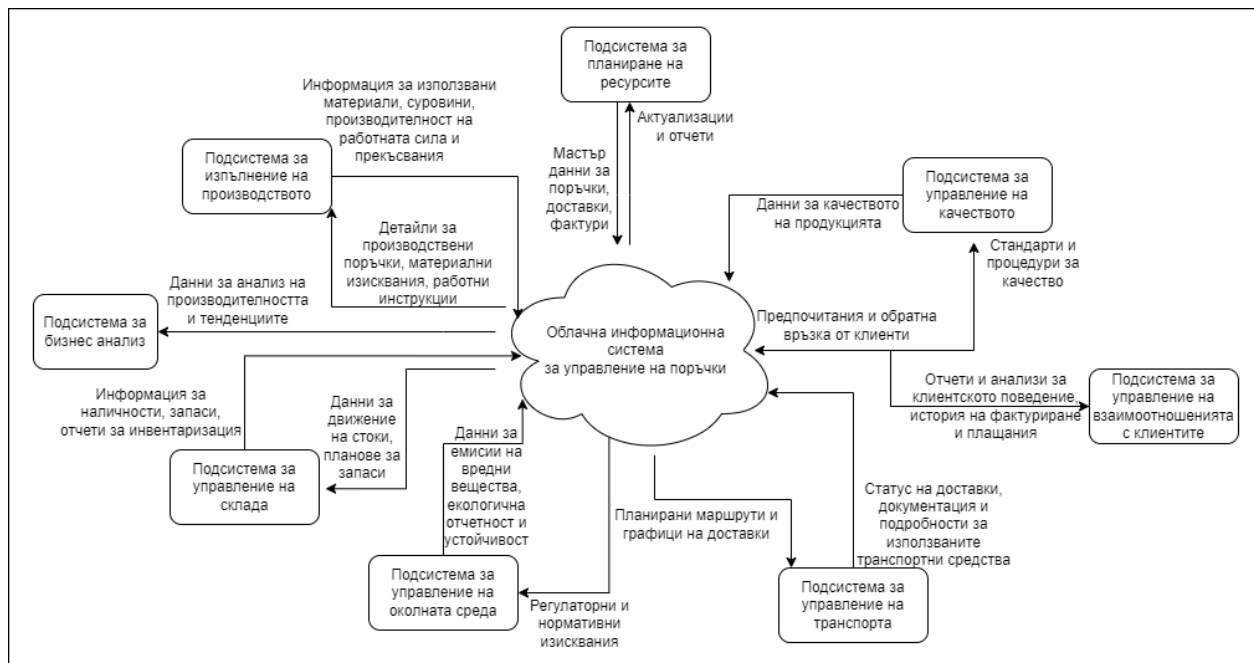 Подсистема за
планиране на
ресурсите
Информация за използвани
материали, суровини,
производителност на
работната сила и
прекъсвания
Актуализации
и отчети
Мастър
данни за
поръчки,
доставки,
фактури
Подсистема за
изпълнение на
производството
Подсистема за
управление на
качеството
Данни за качеството
на продукцията
Детайли за
производствени
поръчки, материални
изисквания, работни
инструкции
Стандарти и
процедури за
качество
Данни за анализ на
производителността
и тенденциите
Подсистема за
бизнес анализ
Облачна информационна
система
за управление на поръчки
Предпочитания и обратна
връзка от клиенти
Информация за
наличности, запаси,
отчети за инвентаризация
Данни за
движение
на стоки,
планове за
запаси
Отчети и анализи за
клиентското поведение,
история на фактуриране
и плащания
Подсистема за
управление на
взаимоотношенията
с клиентите
Данни за
емисии на
вредни
вещества,
екологична
отчетност и
устойчивост
Подсистема за
управление на
склада
Планирани маршрути и
графици на доставки
Статус на доставки,
документация и
подробности за
използваните
транспортни средства
Подсистема за
управление на
околната среда
Регулаторни и
нормативни
изисквания
Подсистема за
управление на
транспорта